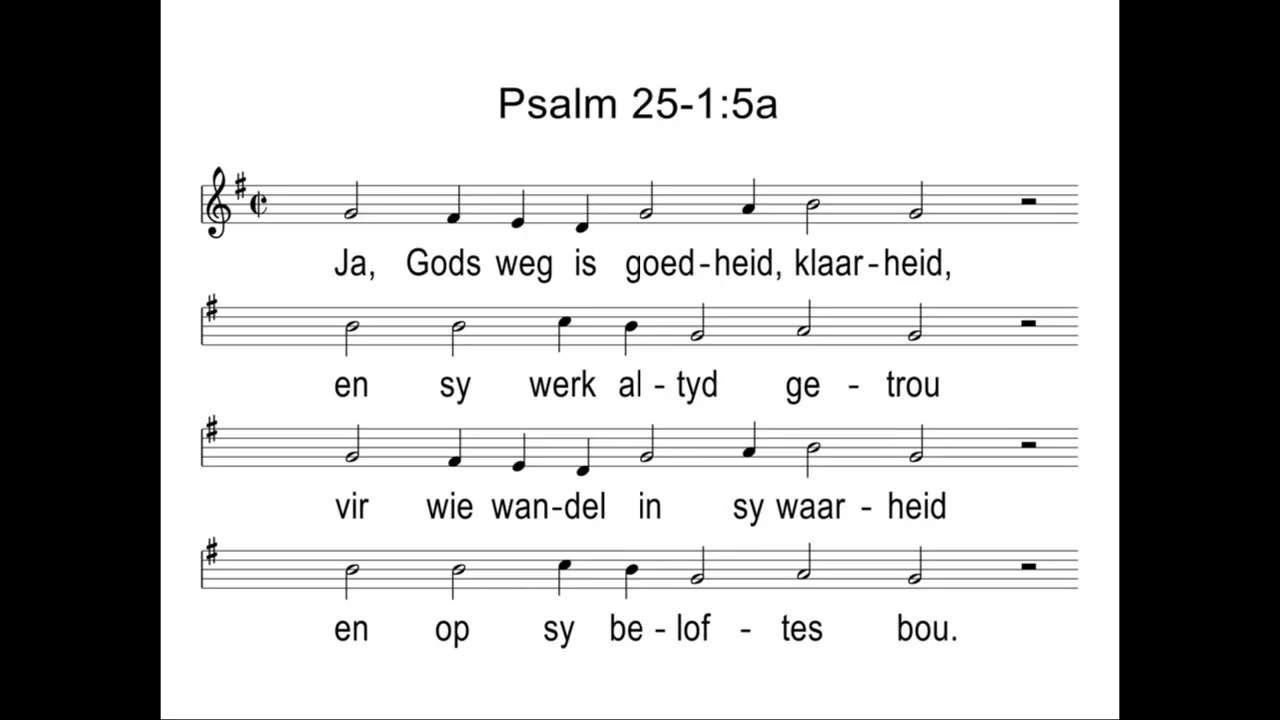 Psalm 25-1:5a
Ja, Gods weg is goed-heid, klaar-heid,
en sy werk al-tyd ge-trou
vir wie wan-del in sy waar-heid
en op sy be-lof-tes bou.